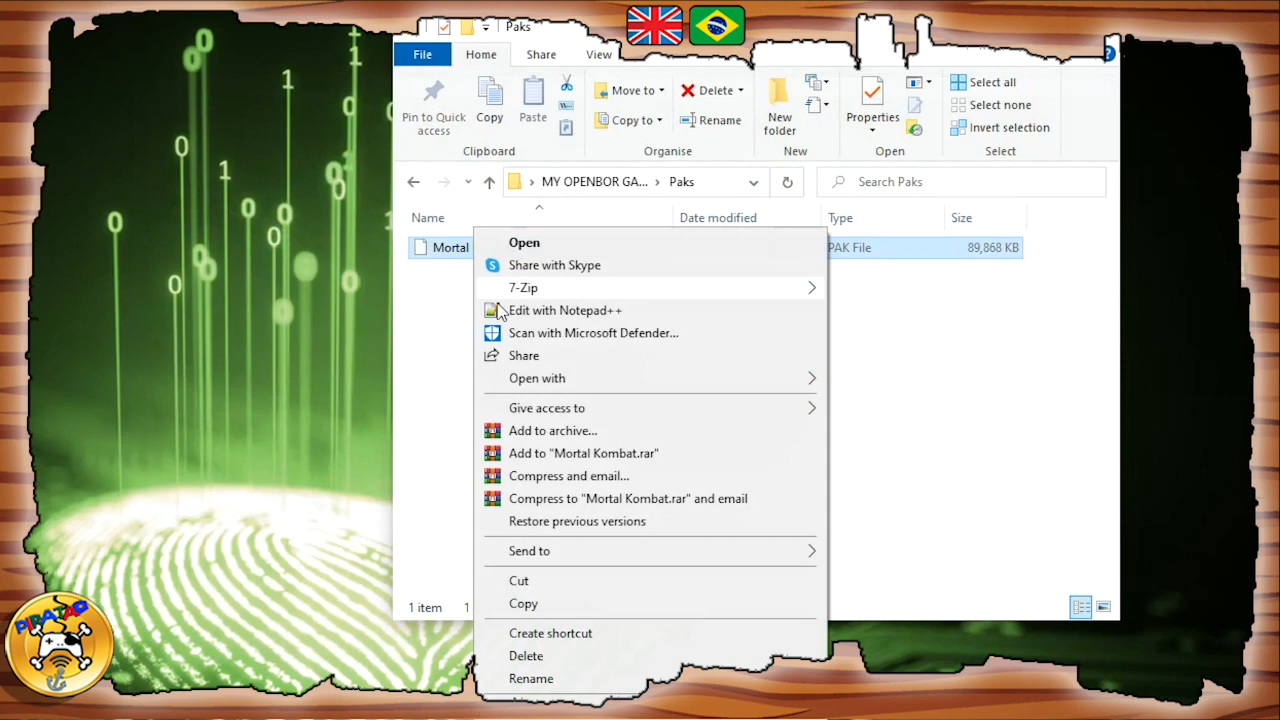 Paks
File Home Share View
Pin to Quick access
Copy
Paste
Move to
Copy to
Delete
Rename
New folder
Properties
Select all
Select none
Invert selection
Clipboard Organise New Open Select
MY OPENBOR GA... Paks
Search Paks
Name Date modified Type Size
Mortal PAK File 89,868 KB
Open
Share with Skype
7-Zip
Edit with Notepad++
Scan with Microsoft Defender...
Share
Open with
Give access to
Add to archive...
Add to "Mortal Kombat.rar"
Compress and email...
Compress to "Mortal Kombat.rar" and email
Restore previous versions
Send to
Cut
Copy
Create shortcut
Delete
Rename
1 item 1
PIRATAG